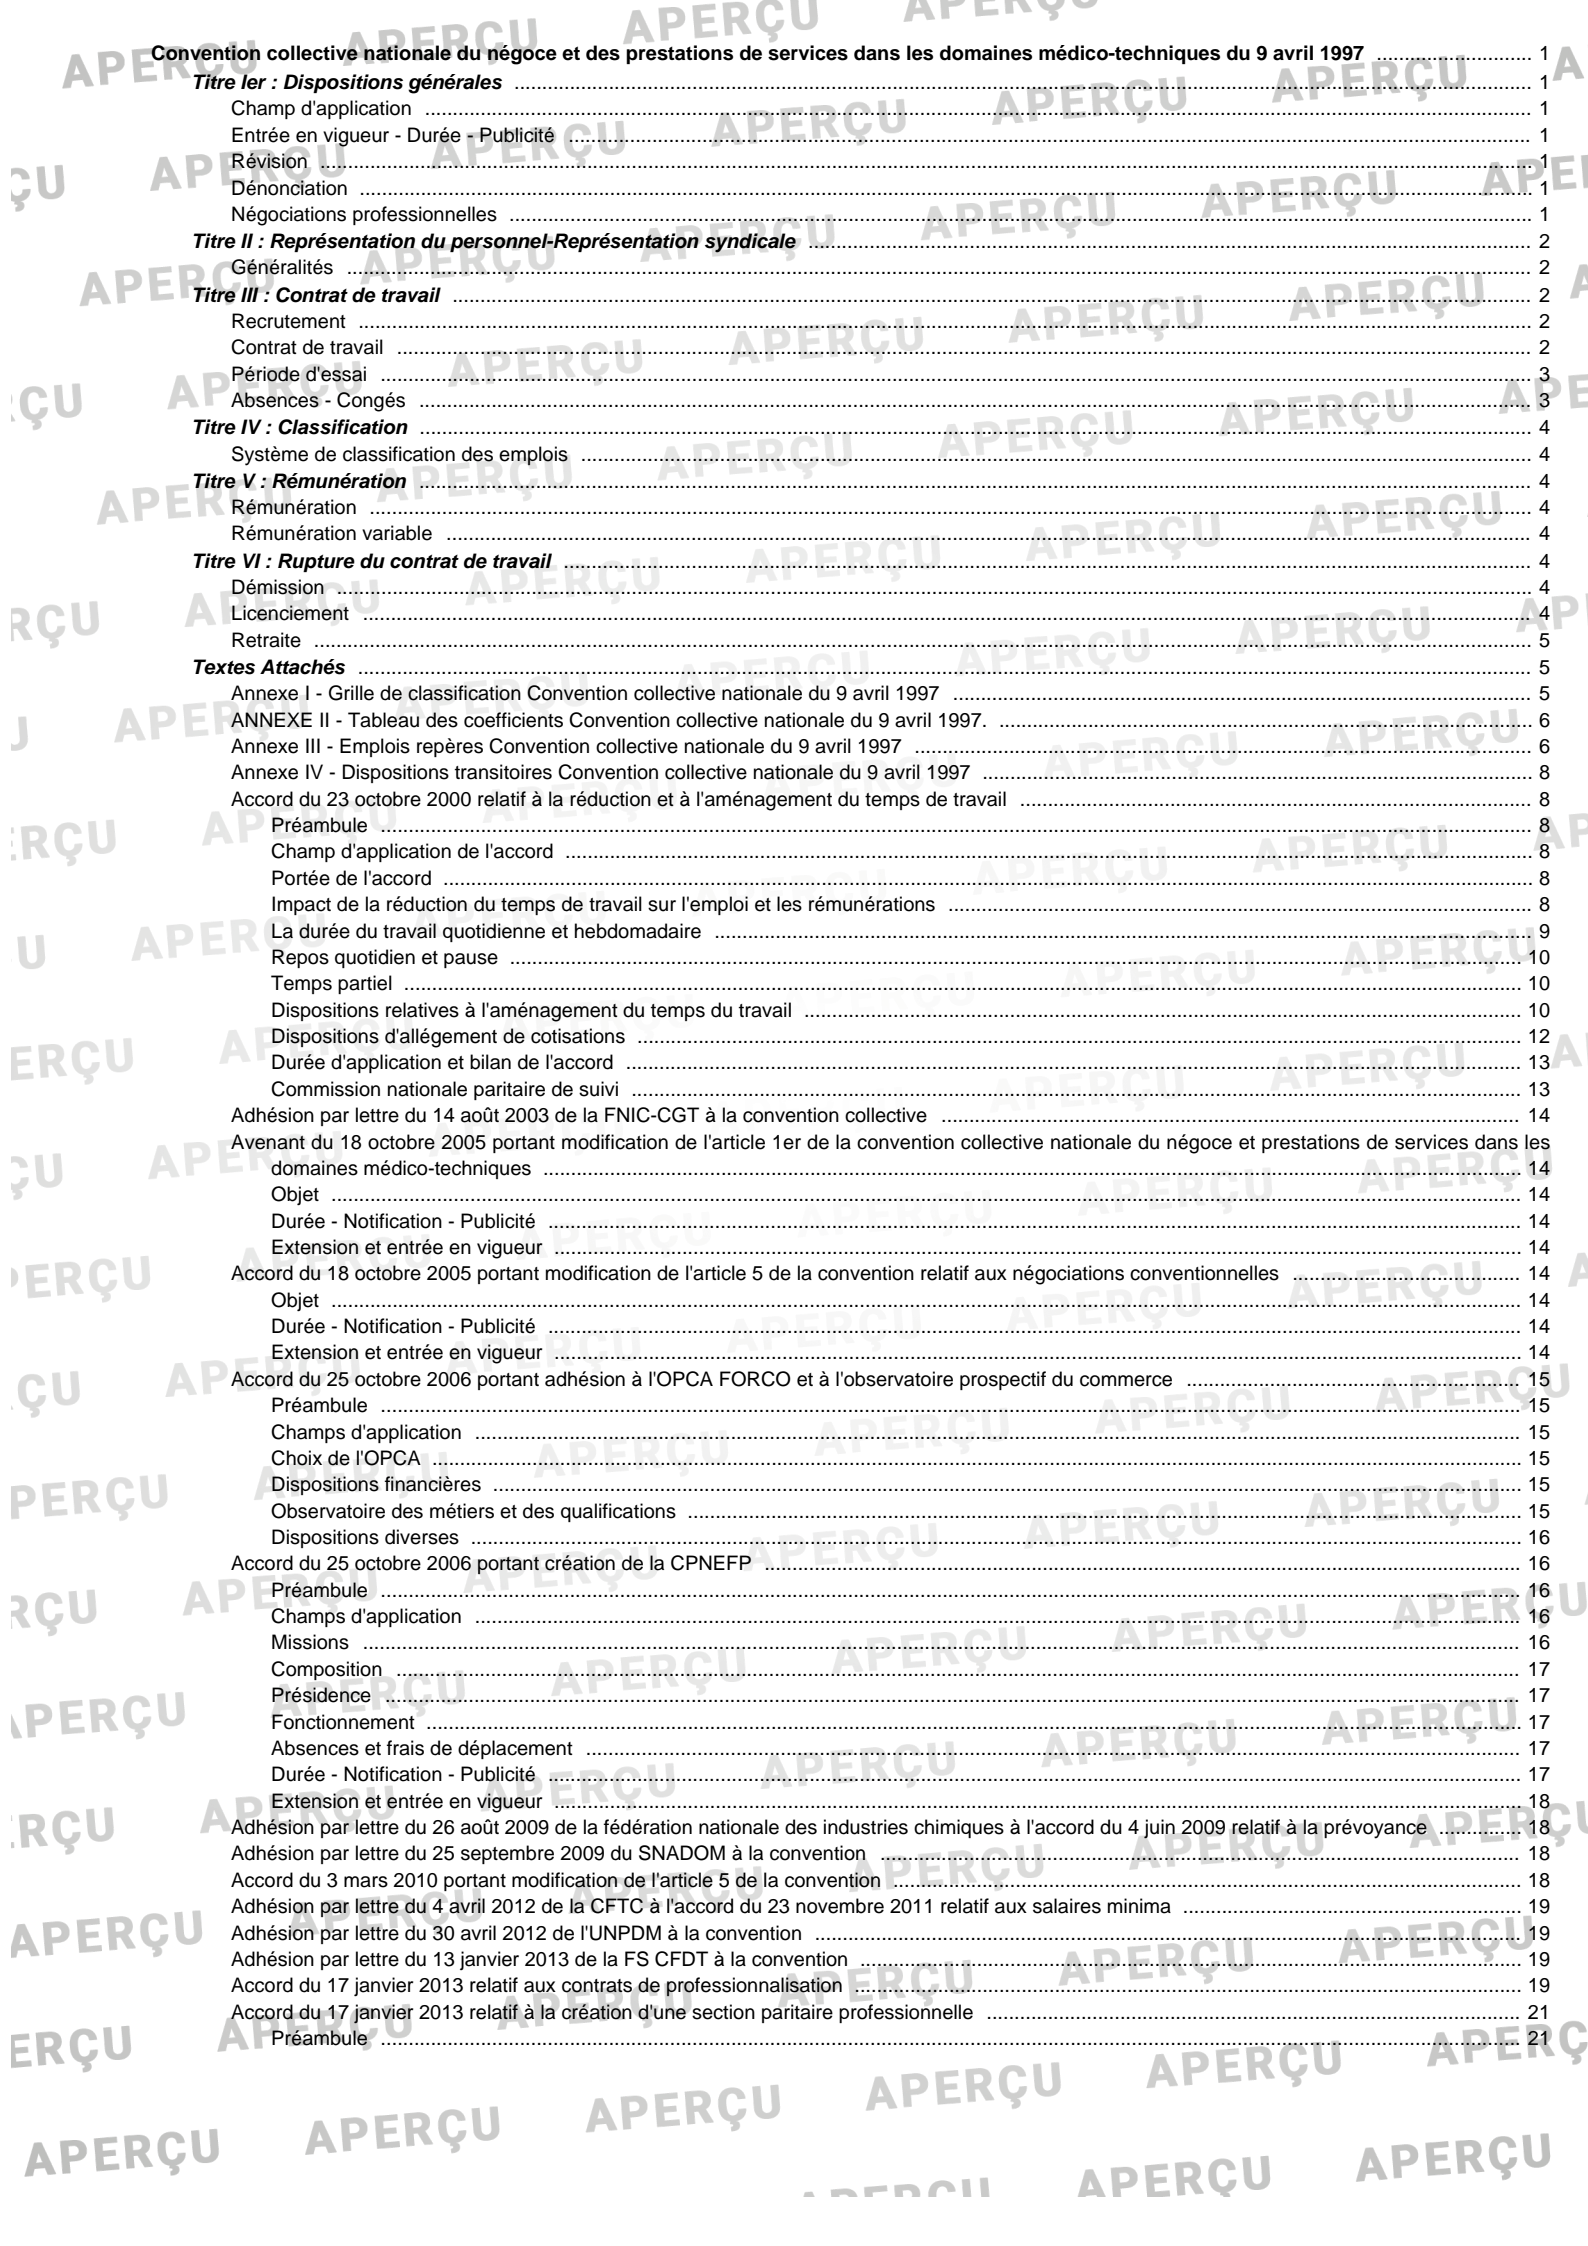 Convention collective nationale du négoce et des prestations de services dans les domaines médico-techniques du 9 avril 1997 ... 1
Titre Ier : Dispositions générales ... 1
Champ d'application ... 1
Entrée en vigueur - Durée - Publicité ... 1
Révision ... 1
Dénonciation ... 1
Négociations professionnelles ... 1
Titre II : Représentation du personnel-Représentation syndicale ... 2
Généralités ... 2
Titre III : Contrat de travail ... 2
Recrutement ... 2
Contrat de travail ... 2
Période d'essai ... 3
Absences - Congés ... 3
Titre IV : Classification ... 4
Système de classification des emplois ... 4
Titre V : Rémunération ... 4
Rémunération ... 4
Rémunération variable ... 4
Titre VI : Rupture du contrat de travail ... 4
Démission ... 4
Licenciement ... 4
Retraite ... 5
Textes Attachés ... 5
Annexe I - Grille de classification Convention collective nationale du 9 avril 1997 ... 5
ANNEXE II - Tableau des coefficients Convention collective nationale du 9 avril 1997. ... 6
Annexe III - Emplois repères Convention collective nationale du 9 avril 1997 ... 6
Annexe IV - Dispositions transitoires Convention collective nationale du 9 avril 1997 ... 8
Accord du 23 octobre 2000 relatif à la réduction et à l'aménagement du temps de travail ... 8
Préambule ... 8
Champ d'application de l'accord ... 8
Portée de l'accord ... 8
Impact de la réduction du temps de travail sur l'emploi et les rémunérations ... 8
La durée du travail quotidienne et hebdomadaire ... 9
Repos quotidien et pause ... 10
Temps partiel ... 10
Dispositions relatives à l'aménagement du temps du travail ... 10
Dispositions d'allégement de cotisations ... 12
Durée d'application et bilan de l'accord ... 13
Commission nationale paritaire de suivi ... 13
Adhésion par lettre du 14 août 2003 de la FNIC-CGT à la convention collective ... 14
Avenant du 18 octobre 2005 portant modification de l'article 1er de la convention collective nationale du négoce et prestations de services dans les
domaines médico-techniques ... 14
Objet ... 14
Durée - Notification - Publicité ... 14
Extension et entrée en vigueur ... 14
Accord du 18 octobre 2005 portant modification de l'article 5 de la convention relatif aux négociations conventionnelles ... 14
Objet ... 14
Durée - Notification - Publicité ... 14
Extension et entrée en vigueur ... 14
Accord du 25 octobre 2006 portant adhésion à l'OPCA FORCO et à l'observatoire prospectif du commerce ... 15
Préambule ... 15
Champs d'application ... 15
Choix de l'OPCA ... 15
Dispositions financières ... 15
Observatoire des métiers et des qualifications ... 15
Dispositions diverses ... 16
Accord du 25 octobre 2006 portant création de la CPNEFP ... 16
Préambule ... 16
Champs d'application ... 16
Missions ... 16
Composition ... 17
Présidence ... 17
Fonctionnement ... 17
Absences et frais de déplacement ... 17
Durée - Notification - Publicité ... 17
Extension et entrée en vigueur ... 18
Adhésion par lettre du 26 août 2009 de la fédération nationale des industries chimiques à l'accord du 4 juin 2009 relatif à la prévoyance ... 18
Adhésion par lettre du 25 septembre 2009 du SNADOM à la convention ... 18
Accord du 3 mars 2010 portant modification de l'article 5 de la convention ... 18
Adhésion par lettre du 4 avril 2012 de la CFTC à l'accord du 23 novembre 2011 relatif aux salaires minima ... 19
Adhésion par lettre du 30 avril 2012 de l'UNPDM à la convention ... 19
Adhésion par lettre du 13 janvier 2013 de la FS CFDT à la convention ... 19
Accord du 17 janvier 2013 relatif aux contrats de professionnalisation ... 19
Accord du 17 janvier 2013 relatif à la création d'une section paritaire professionnelle ... 21
Préambule ... 21
APERÇU